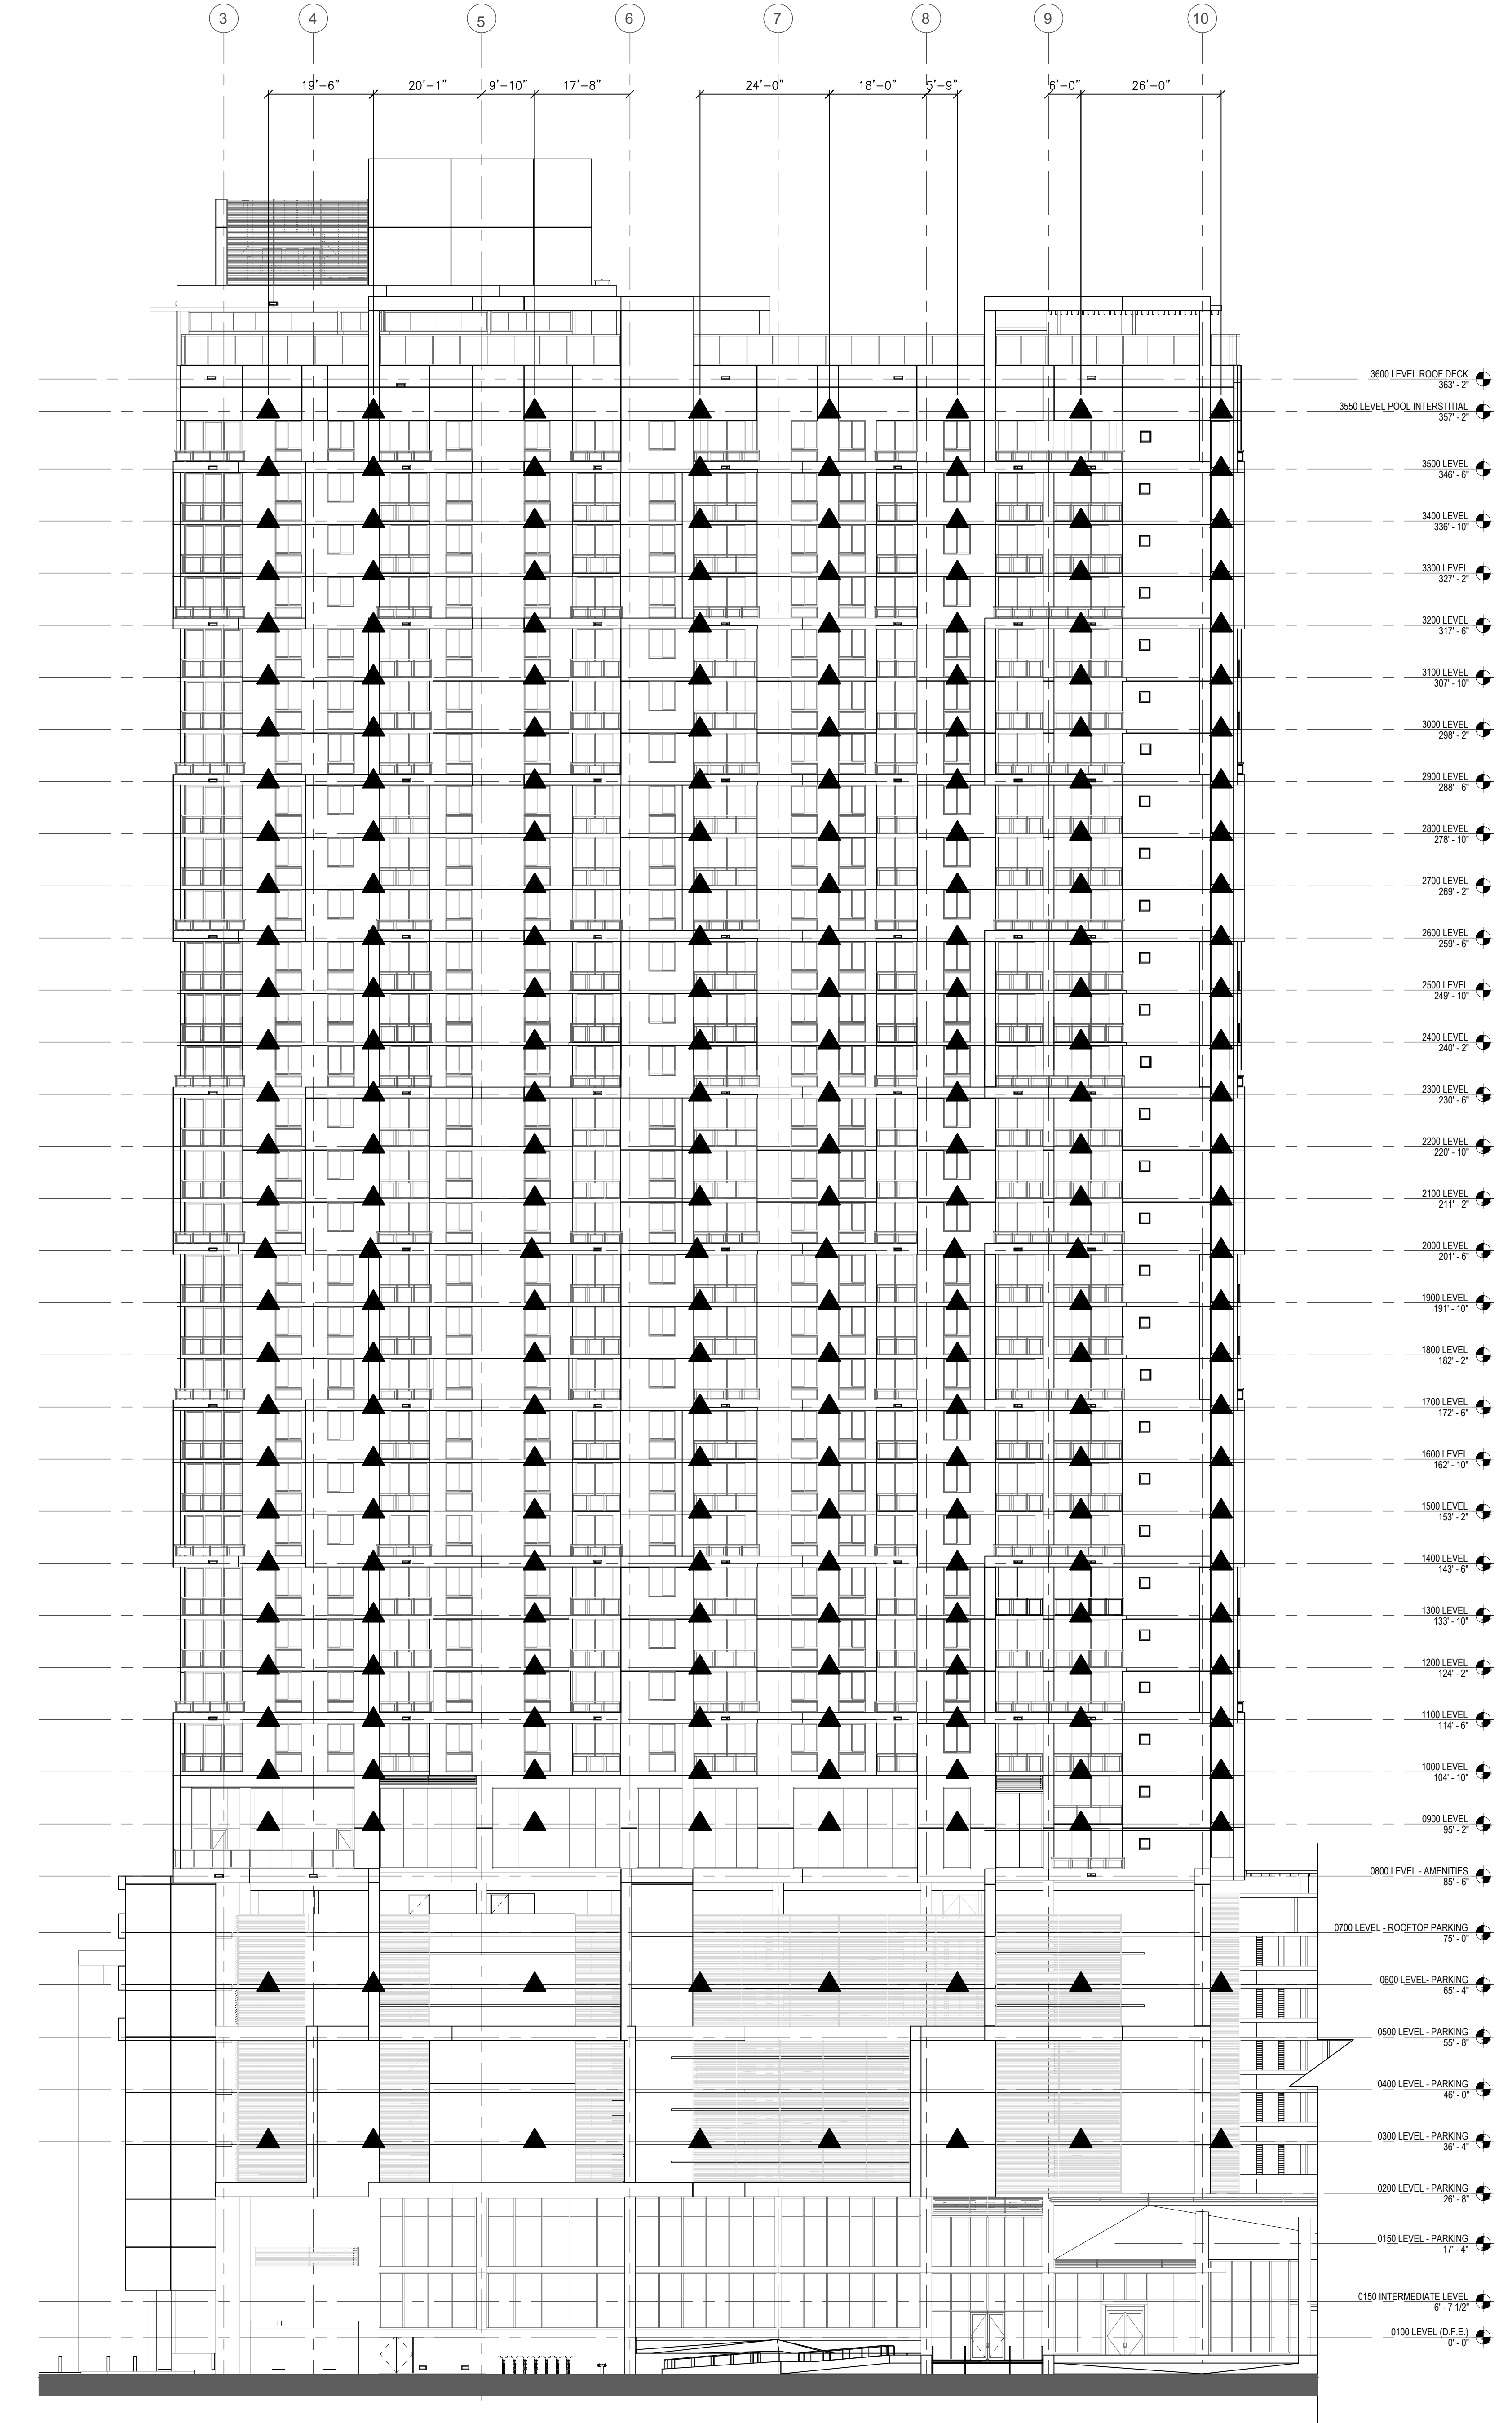 3 4 5 6 7 8 9 10
19'-6" 20'-1" 9'-10" 17'-8" 24'-0" 18'-0" 5'-9" 6'-0" 26'-0"
3600 LEVEL ROOF DECK
363' - 2"
3550 LEVEL POOL INTERSTITIAL
357' - 2"
3500 LEVEL
346' - 6"
3400 LEVEL
336' - 10"
3300 LEVEL
327' - 2"
3200 LEVEL
317' - 6"
3100 LEVEL
307' - 10"
3000 LEVEL
298' - 2"
2900 LEVEL
288' - 6"
2800 LEVEL
278' - 10"
2700 LEVEL
269' - 2"
2600 LEVEL
259' - 6"
2500 LEVEL
249' - 10"
2400 LEVEL
240' - 2"
2300 LEVEL
230' - 6"
2200 LEVEL
220' - 10"
2100 LEVEL
211' - 2"
2000 LEVEL
201' - 6"
1900 LEVEL
191' - 10"
1800 LEVEL
182' - 2"
1700 LEVEL
172' - 6"
1600 LEVEL
162' - 10"
1500 LEVEL
153' - 2"
1400 LEVEL
143' - 6"
1300 LEVEL
133' - 10"
1200 LEVEL
124' - 2"
1100 LEVEL
114' - 6"
1000 LEVEL
104' - 10"
0900 LEVEL
95' - 2"
0800 LEVEL - AMENITIES
85' - 6"
0700 LEVEL - ROOFTOP PARKING
75' - 0"
0600 LEVEL- PARKING
65' - 4"
0500 LEVEL - PARKING
55' - 8"
0400 LEVEL - PARKING
46' - 0"
0300 LEVEL - PARKING
36' - 4"
0200 LEVEL - PARKING
26' - 8"
0150 LEVEL - PARKING
17' - 4"
0150 INTERMEDIATE LEVEL
6' - 7 1/2"
0100 LEVEL (D.F.E.)
0' - 0"